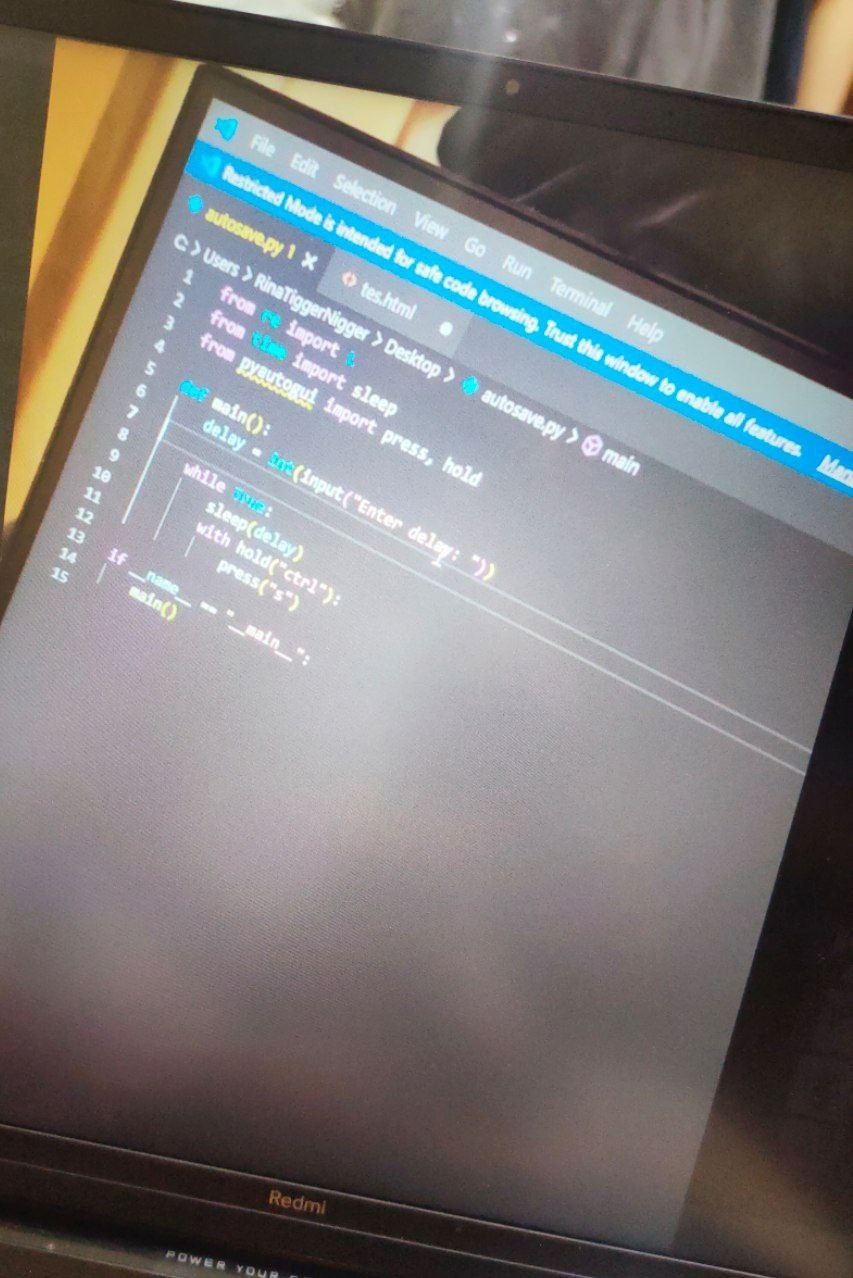 File Edit Selection View Go Run Terminal Help
Restricted Mode is intended for safe code browsing. Trust this window to enable all features.
autosave.py 1 × tes.html
C: > Users > RinaTiggerNigger > Desktop > autosave.py > main
1 from re import I
2 from time import sleep
3 from pyautogui import press, hold
4
5 def main():
6 delay = int(input("Enter delay: "))
7
8 while True:
9 sleep(delay)
10 with hold("ctrl"):
11 press("s")
12
13
14 if __name__ == "__main__":
15 main()
Redmi
POWER YOUR